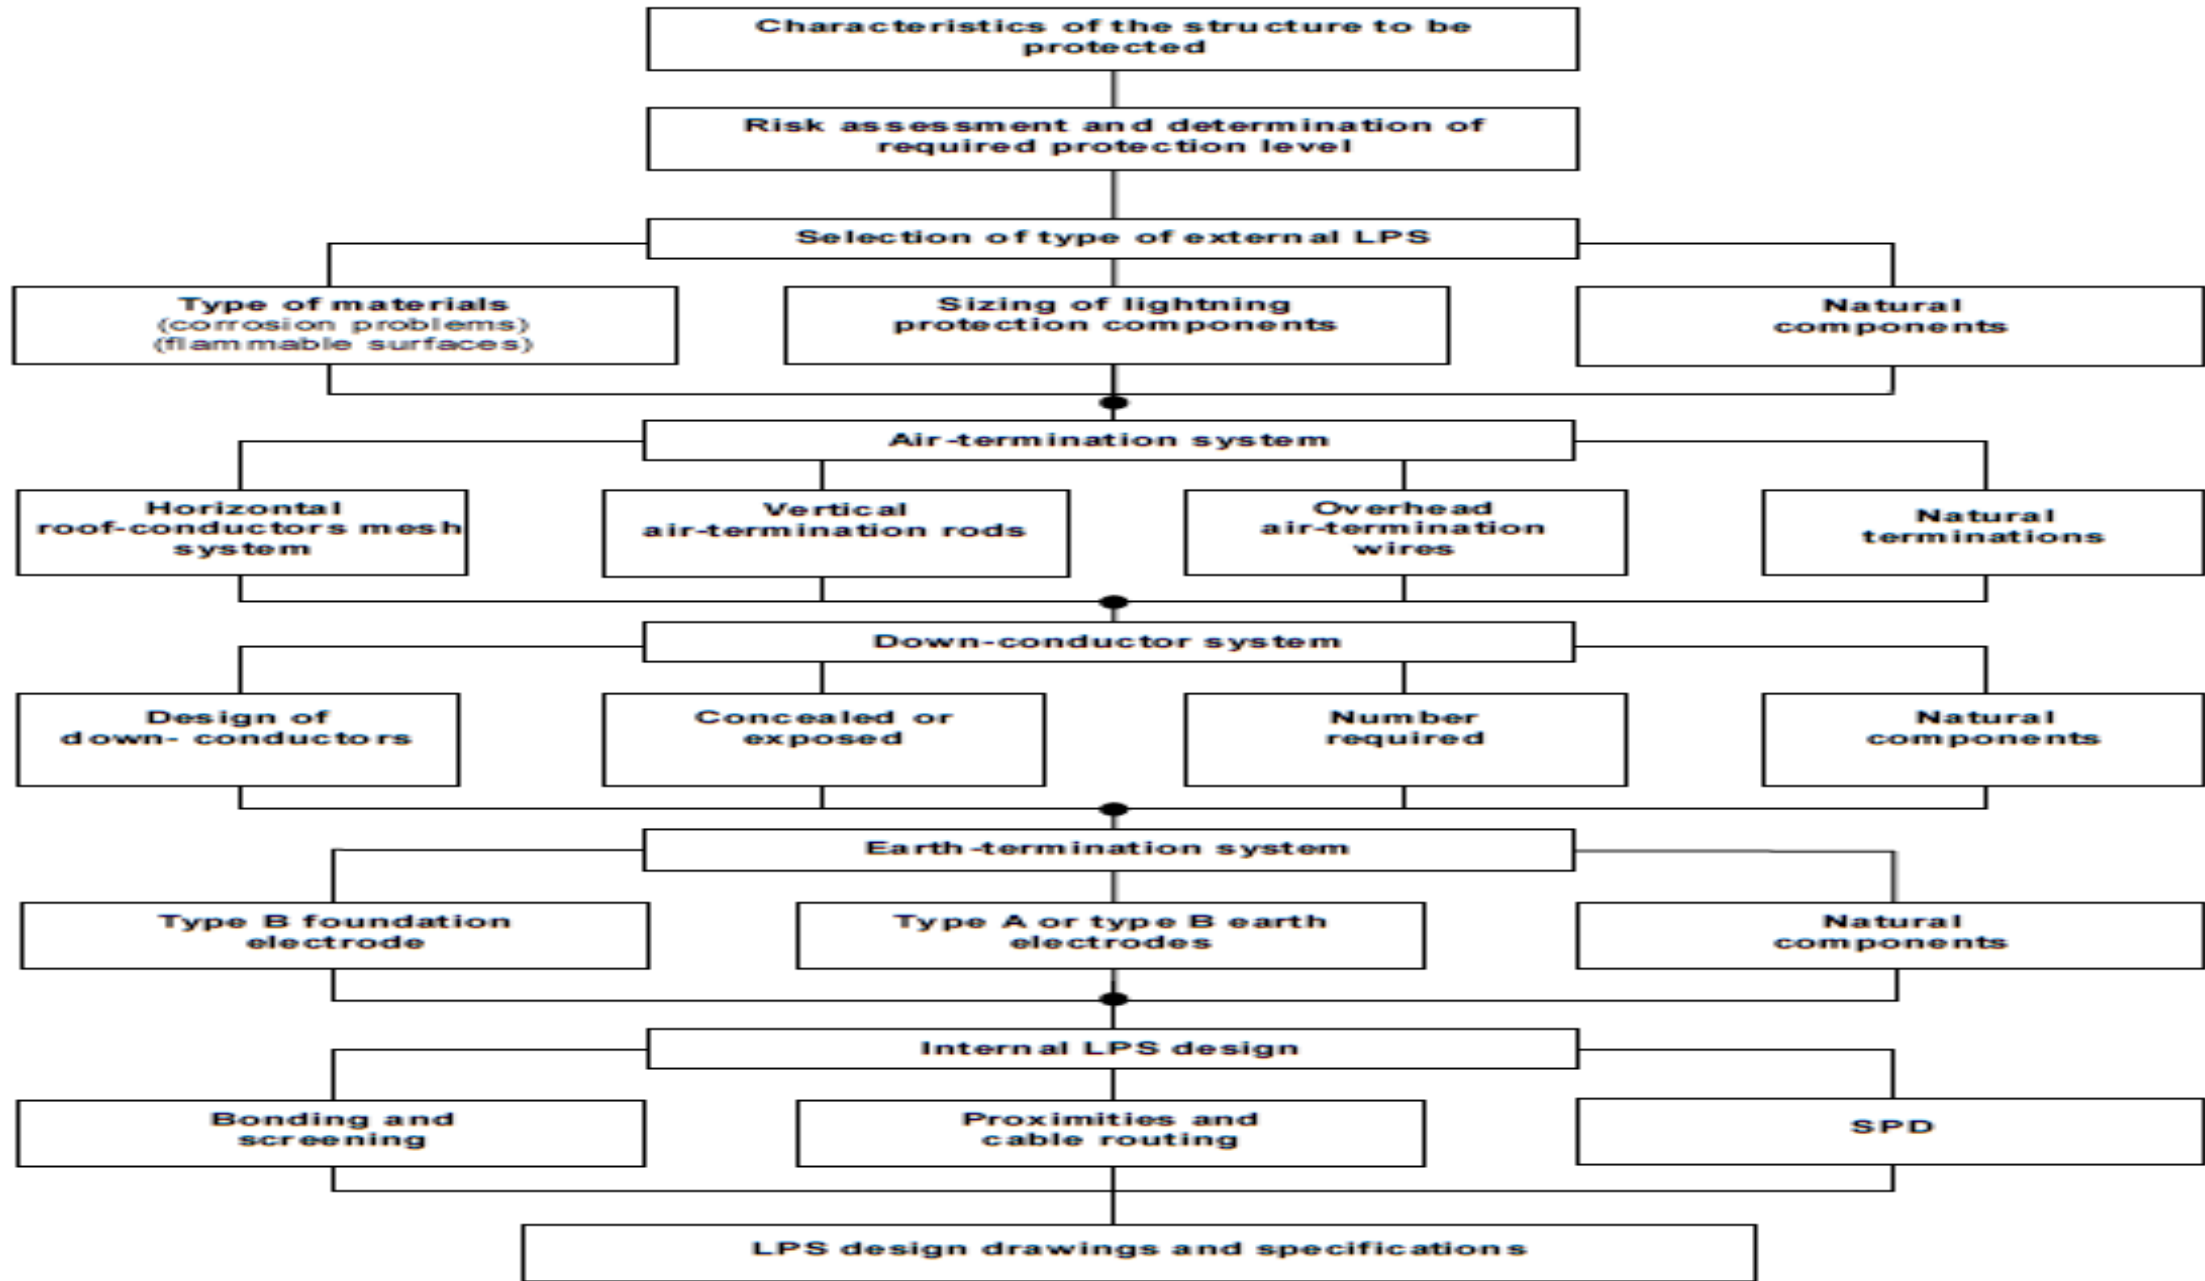 Characteristics of the structure to be
protected
Risk assessment and determination of
required protection level
Selection of type of external LPS
Type of materials
(corrosion problems)
(flammable surfaces)
Sizing of lightning
protection components
Natural
components
Air-termination system
Horizontal
roof-conductors mesh
system
Vertical
air-termination rods
Overhead
air-termination
wires
Natural
terminations
Down-conductor system
Design of
down- conductors
Concealed or
exposed
Number
required
Natural
components
Earth-termination system
Type B foundation
electrode
Type A or type B earth
electrodes
Natural
components
Internal LPS design
Bonding and
screening
Proximities and
cable routing
SPD
LPS design drawings and specifications